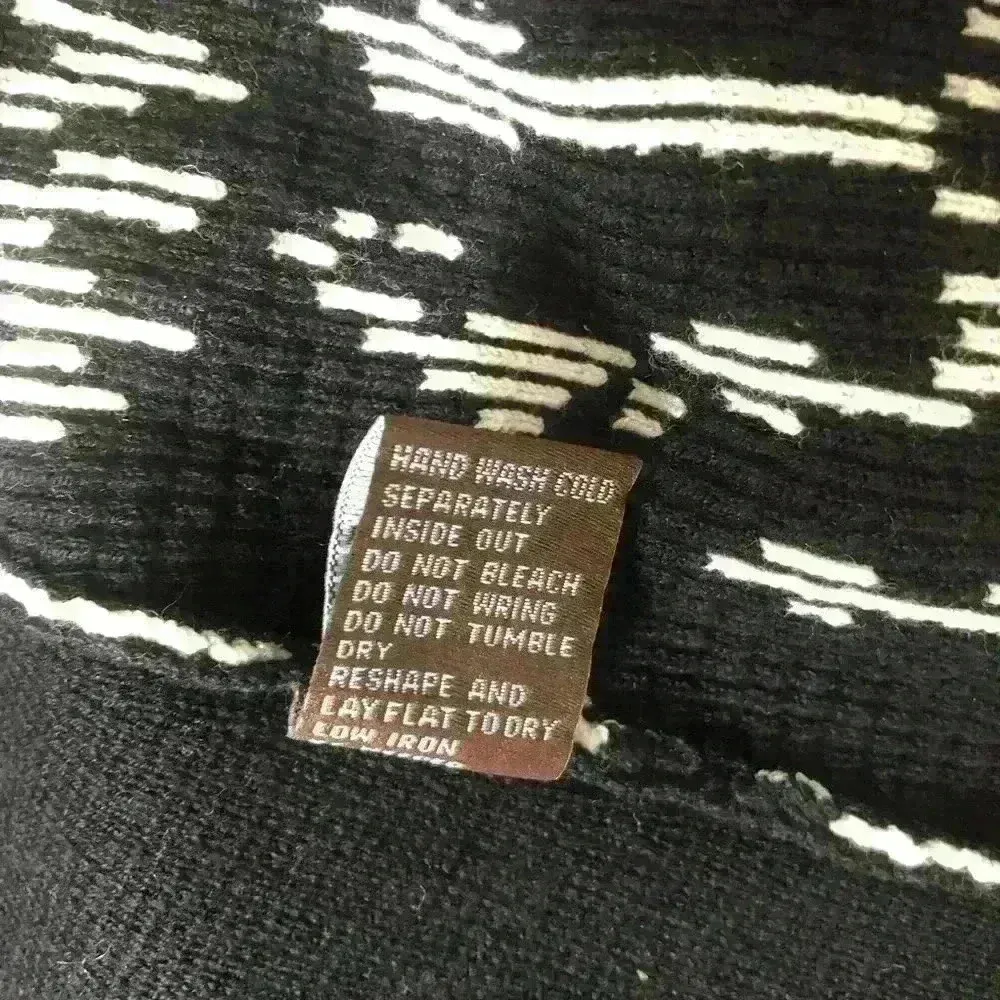 HAND WASH COLD
SEPARATELY
INSIDE OUT
DO NOT BLEACH
DO NOT WRING
DO NOT TUMBLE
DRY
RESHAPE AND
LAY FLAT TO DRY
LOW IRON